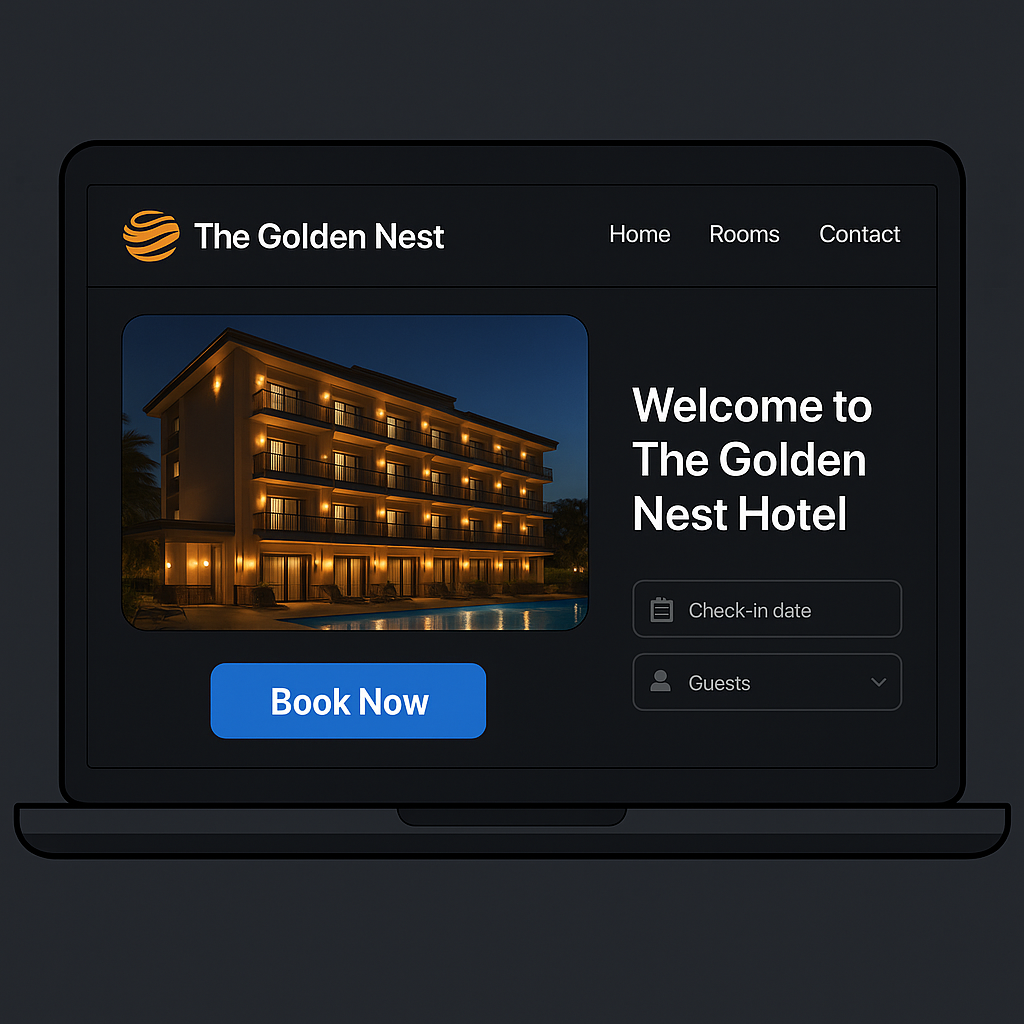 The Golden Nest
Home Rooms Contact
Welcome to
The Golden
Nest Hotel
Check-in date
Guests
Book Now